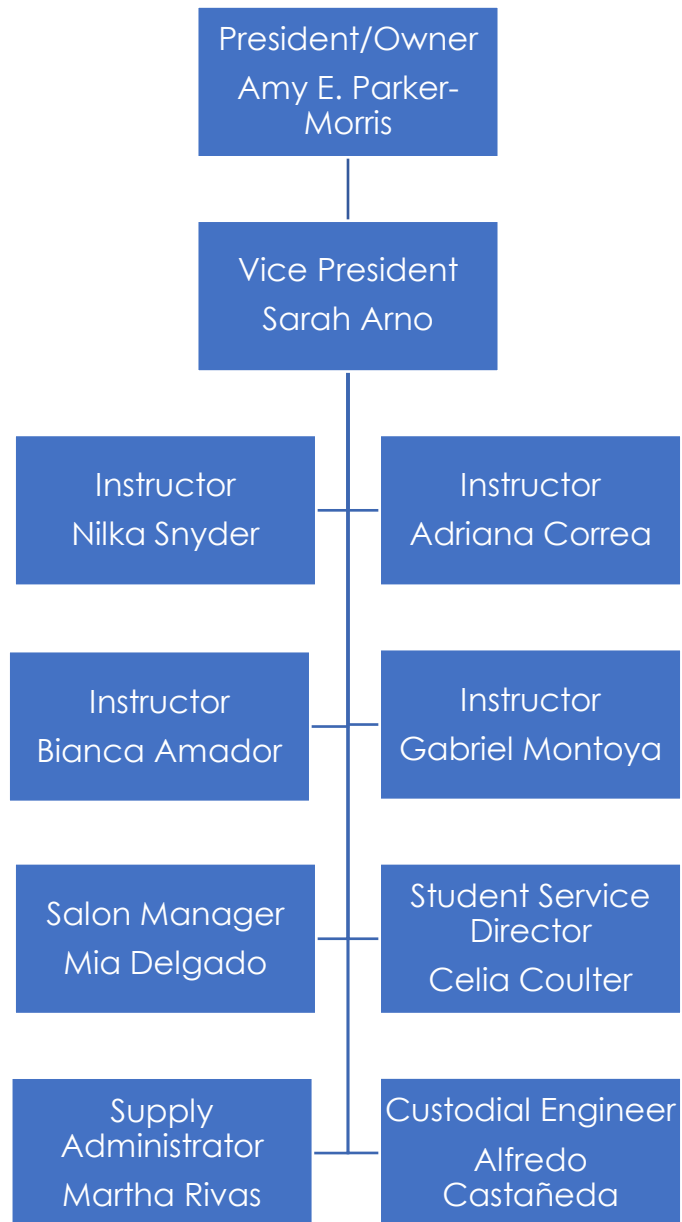 President/Owner
Amy E. Parker-
Morris
Vice President
Sarah Arno
Instructor
Nilka Snyder
Instructor
Adriana Correa
Instructor
Bianca Amador
Instructor
Gabriel Montoya
Salon Manager
Mia Delgado
Student Service
Director
Celia Coulter
Supply
Administrator
Martha Rivas
Custodial Engineer
Alfredo
Castañeda